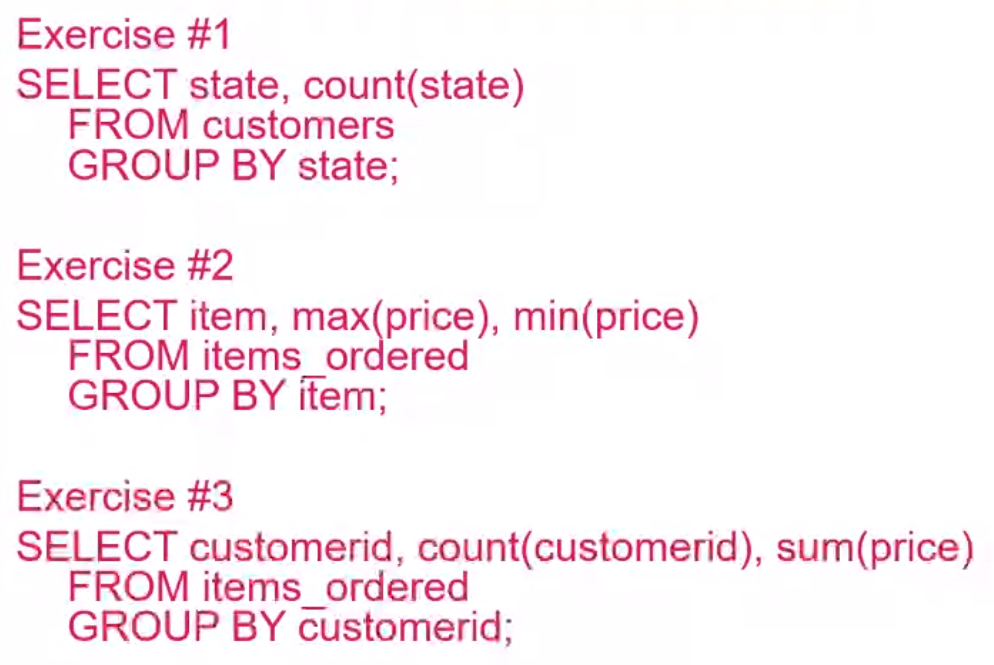 Exercise #1
SELECT state, count(state)
FROM customers
GROUP BY state;
Exercise #2
SELECT item, max(price), min(price)
FROM items_ordered
GROUP BY item;
Exercise #3
SELECT customerid, count(customerid), sum(price)
FROM items_ordered
GROUP BY customerid;